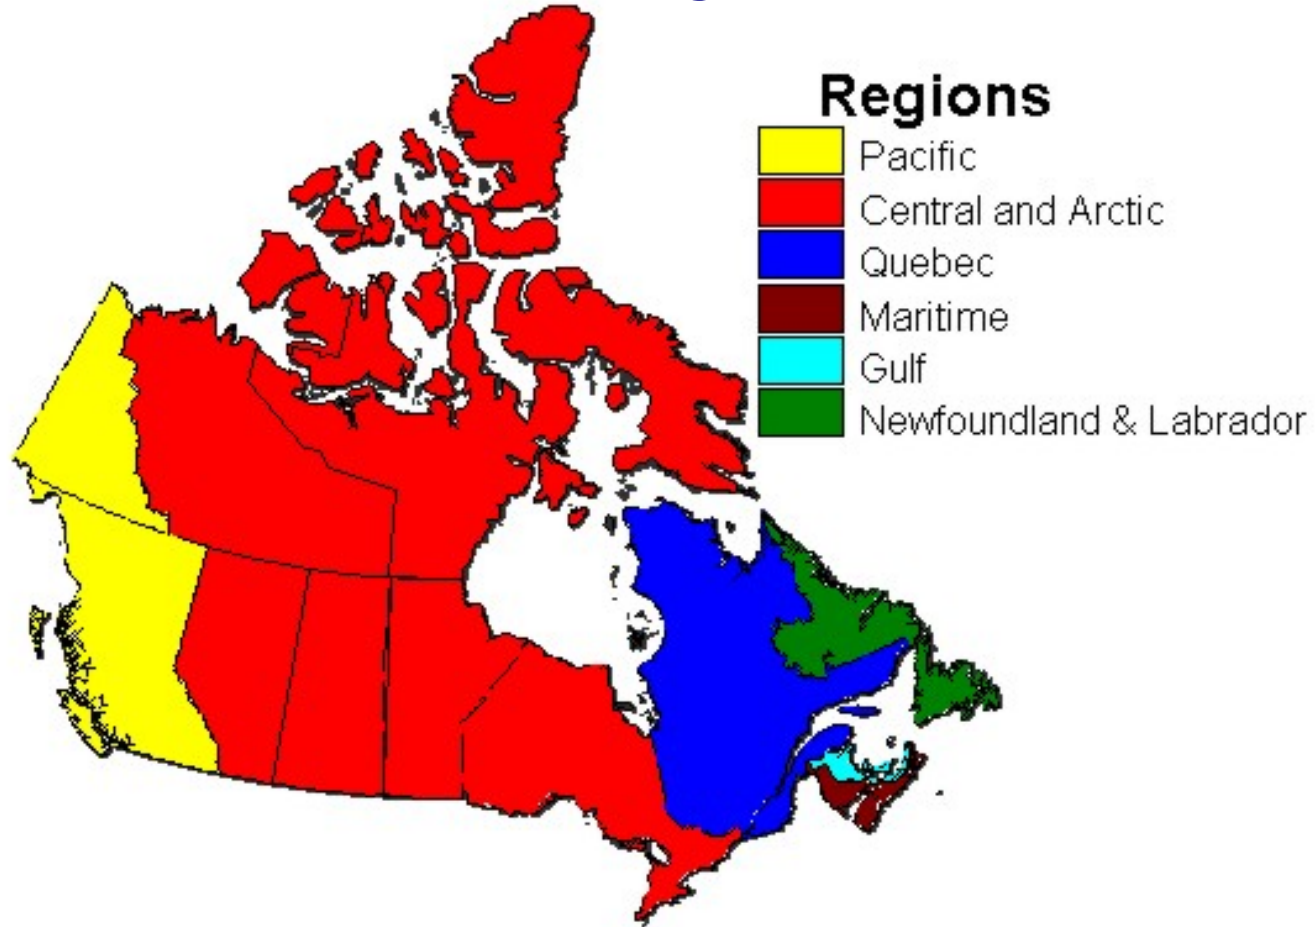 Regions
Pacific
Central and Arctic
Quebec
Maritime
Gulf
Newfoundland & Labrador